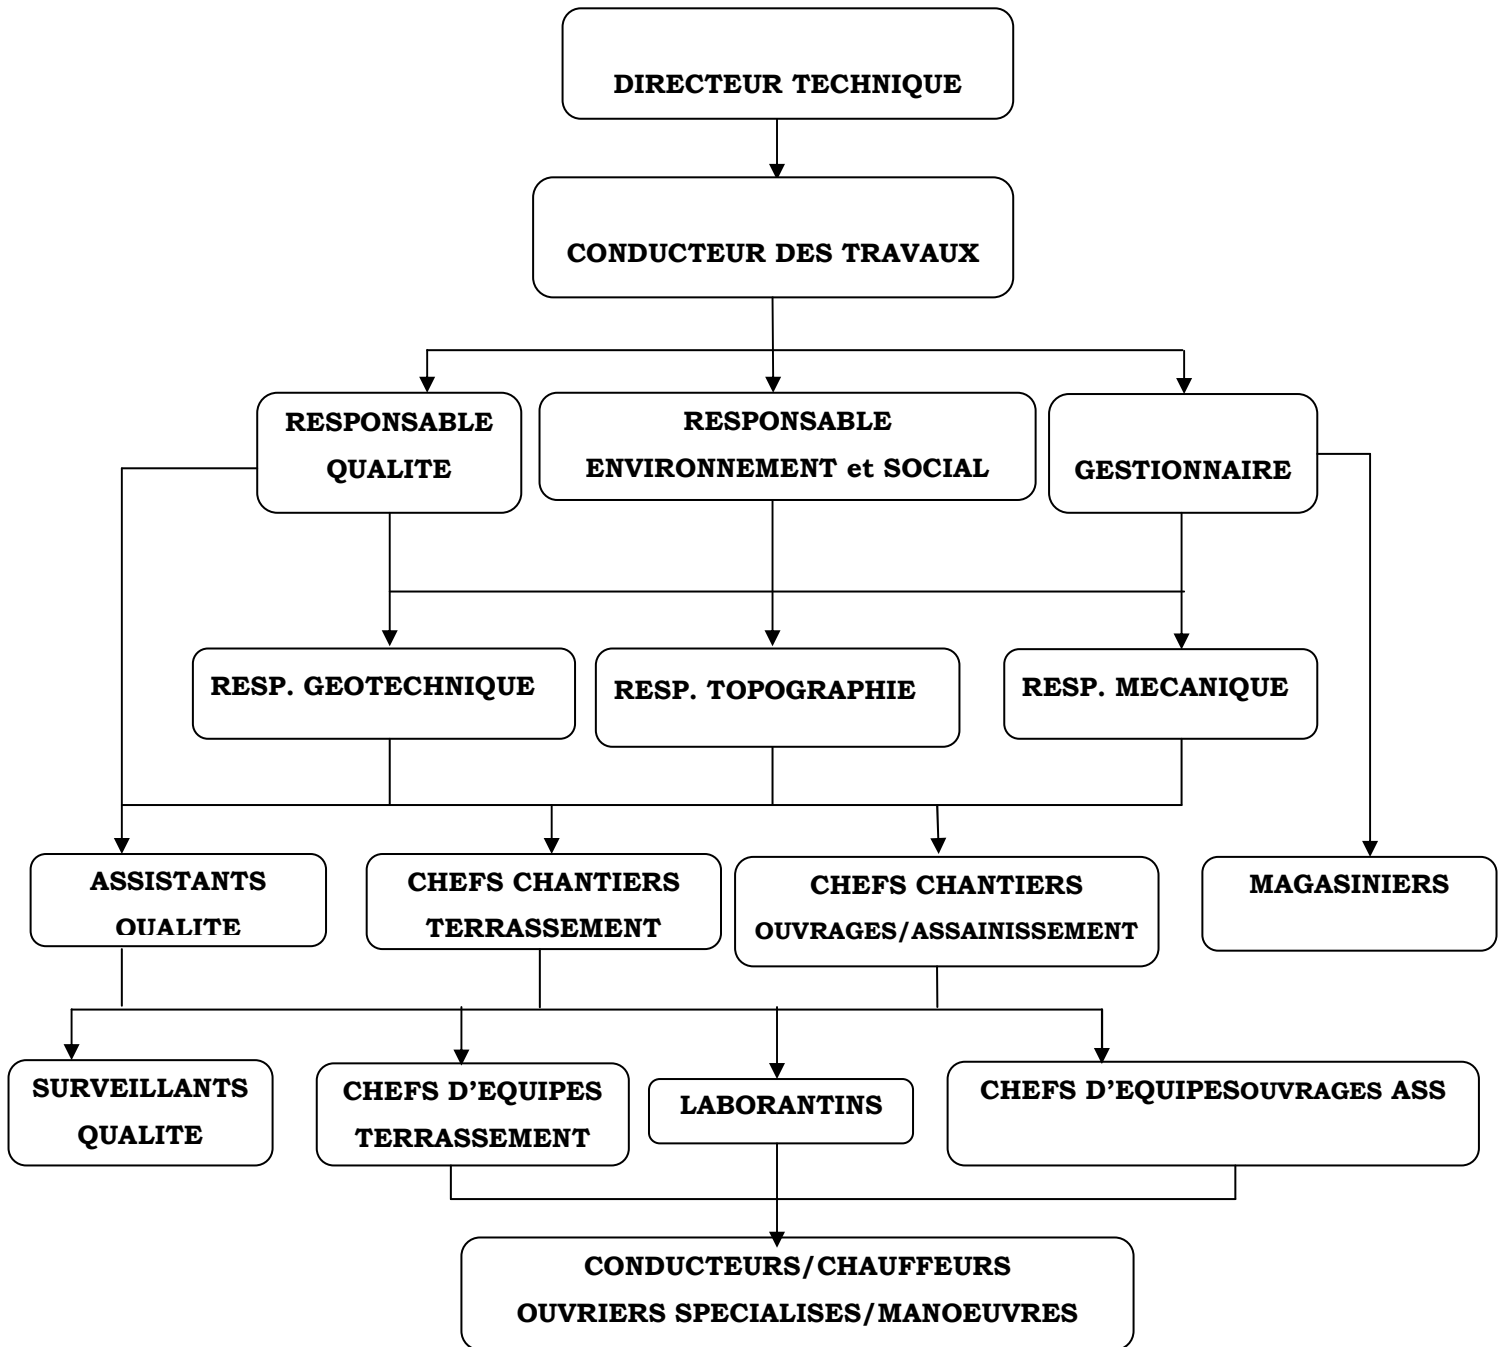 DIRECTEUR TECHNIQUE
CONDUCTEUR DES TRAVAUX
RESPONSABLE
QUALITE
RESPONSABLE
ENVIRONNEMENT et SOCIAL
GESTIONNAIRE
RESP. GEOTECHNIQUE
RESP. TOPOGRAPHIE
RESP. MECANIQUE
ASSISTANTS
QUALITE
CHEFS CHANTIERS
TERRASSEMENT
CHEFS CHANTIERS
OUVRAGES/ASSAINISSEMENT
MAGASINIERS
SURVEILLANTS
QUALITE
CHEFS D’EQUIPES
TERRASSEMENT
LABORANTINS
CHEFS D’EQUIPESOUVRAGES ASS
CONDUCTEURS/CHAUFFEURS
OUVRIERS SPECIALISES/MANOEUVRES